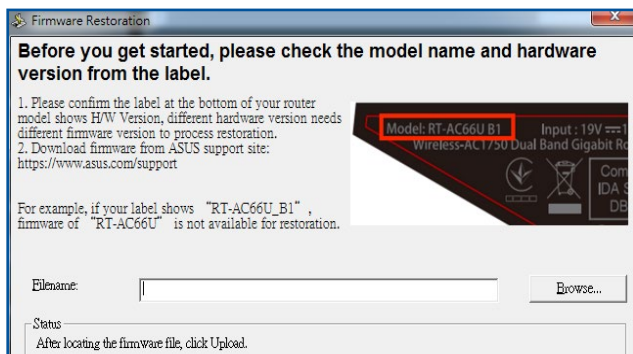 Firmware Restoration
Before you get started, please check the model name and hardware
version from the label.
1. Please confirm the label at the bottom of your router
model shows H/W Version, different hardware version needs
different firmware version to process restoration.
2. Download firmware from ASUS support site:
https://www.asus.com/support
For example, if your label shows “RT-AC66U_B1”,
firmware of “RT-AC66U” is not available for restoration.
Model: RT-AC66U B1 Input : 19V
Wireless-AC1750 Dual Band Gigabit
Com
IDA S
DB
Filename:
Browse...
Status
After locating the firmware file, click Upload.